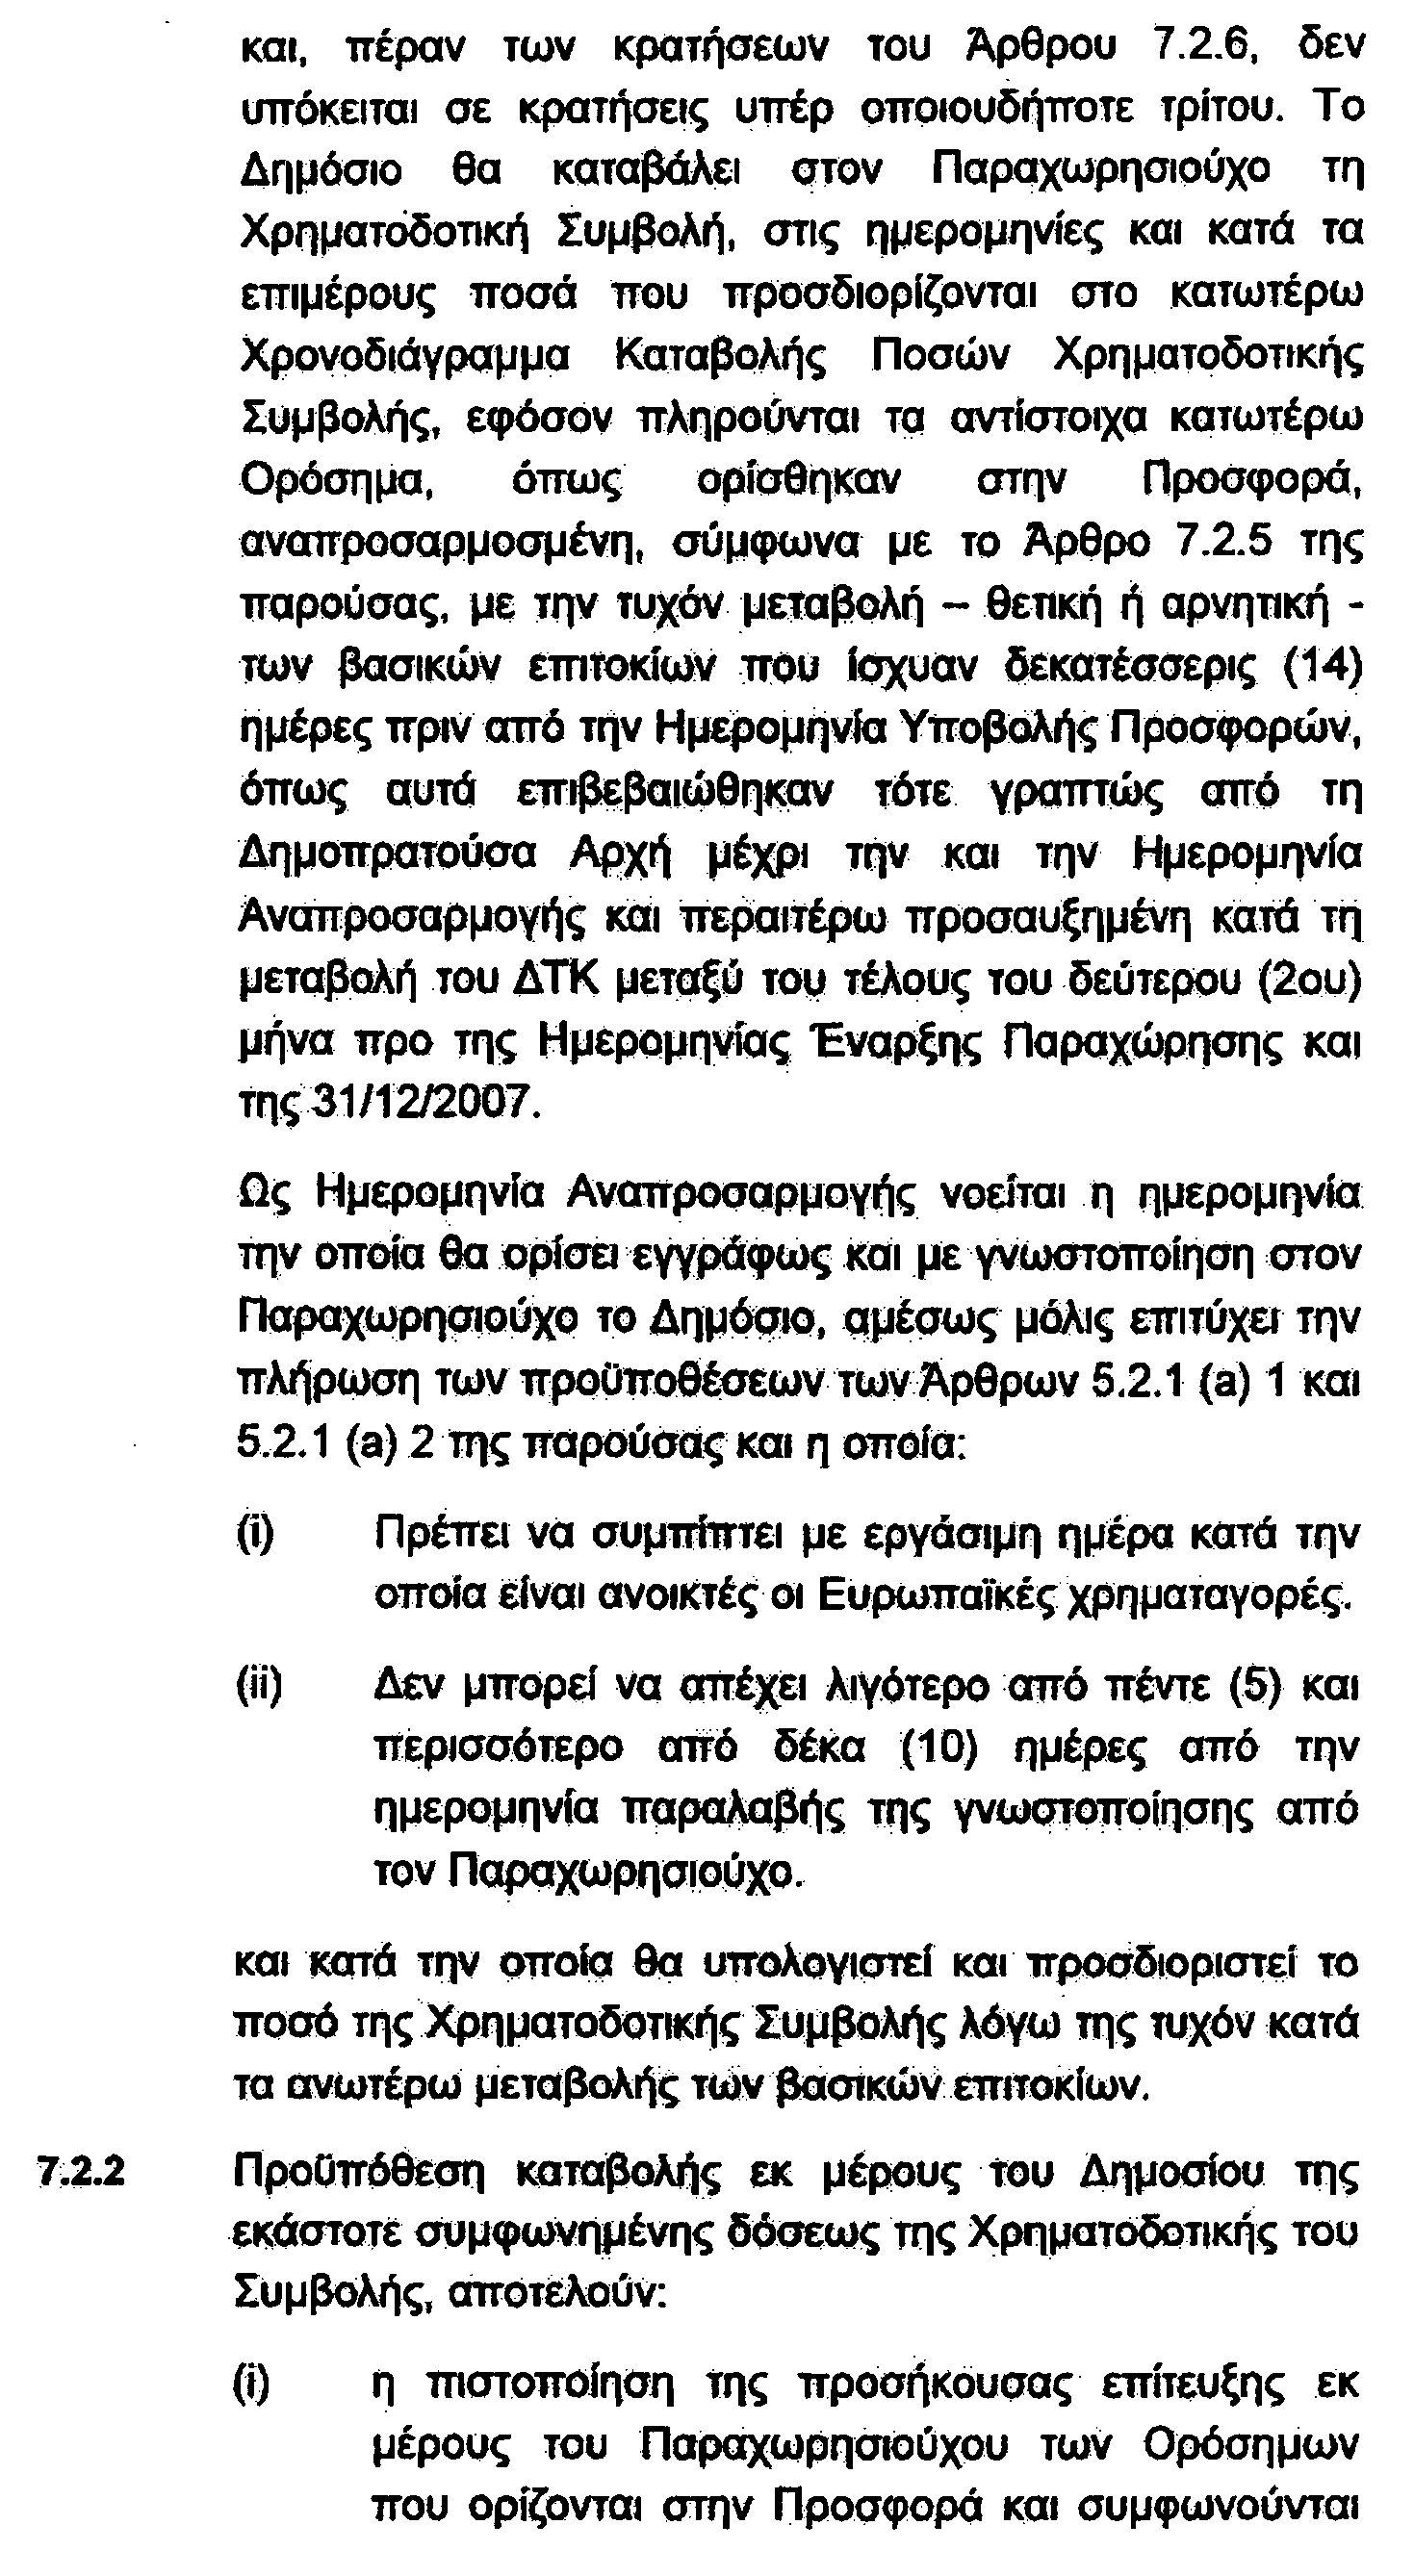 και, πέραν των κρατήσεων του Άρθρου 7.2.6, δεν
υπόκειται σε κρατήσεις υπέρ οποιουδήποτε τρίτου. Το
Δημόσιο θα καταβάλει στον Παραχωρησιούχο τη
Χρηματοδοτική Συμβολή, στις ημερομηνίες και κατά τα
επιμέρους ποσά που προσδιορίζονται στο κατωτέρω
Χρονοδιάγραμμα Καταβολής Ποσών Χρηματοδοτικής
Συμβολής, εφόσον πληρούνται τα αντίστοιχα κατωτέρω
Ορόσημα, όπως ορίσθηκαν στην Προσφορά,
αναπροσαρμοσμένη, σύμφωνα με το Άρθρο 7.2.5 της
παρούσας, με την τυχόν μεταβολή – θετική ή αρνητική -
των βασικών επιτοκίων που ίσχυαν δεκατέσσερις (14)
ημέρες πριν από την Ημερομηνία Υποβολής Προσφορών,
όπως αυτά επιβεβαιώθηκαν τότε γραπτώς από τη
Δημοπρατούσα Αρχή μέχρι την και την Ημερομηνία
Αναπροσαρμογής και περαιτέρω προσαυξημένη κατά τη
μεταβολή του ΔΤΚ μεταξύ του τέλους του δεύτερου (2ου)
μήνα προ της Ημερομηνίας Έναρξης Παραχώρησης και
της 31/12/2007.
Ως Ημερομηνία Αναπροσαρμογής νοείται η ημερομηνία
την οποία θα ορίσει εγγράφως και με γνωστοποίηση στον
Παραχωρησιούχο το Δημόσιο, αμέσως μόλις επιτύχει την
πλήρωση των προϋποθέσεων των Άρθρων 5.2.1 (a) 1 και
5.2.1 (a) 2 της παρούσας και η οποία:
(i) Πρέπει να συμπίπτει με εργάσιμη ημέρα κατά την
οποία είναι ανοικτές οι Ευρωπαϊκές χρηματαγορές.
(ii) Δεν μπορεί να απέχει λιγότερο από πέντε (5) και
περισσότερο από δέκα (10) ημέρες από την
ημερομηνία παραλαβής της γνωστοποίησης από
τον Παραχωρησιούχο.
και κατά την οποία θα υπολογιστεί και προσδιοριστεί το
ποσό της Χρηματοδοτικής Συμβολής λόγω της τυχόν κατά
τα ανωτέρω μεταβολής των βασικών επιτοκίων.
7.2.2 Προϋπόθεση καταβολής εκ μέρους του Δημοσίου της
εκάστοτε συμφωνημένης δόσεως της Χρηματοδοτικής του
Συμβολής, αποτελούν:
(i) η πιστοποίηση της προσήκουσας επίτευξης εκ
μέρους του Παραχωρησιούχου των Ορόσημων
που ορίζονται στην Προσφορά και συμφωνούνται